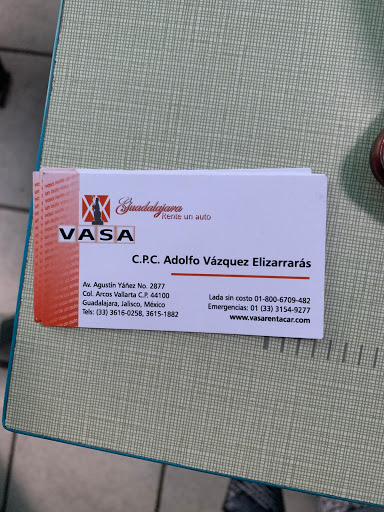 Guadalajara
Rente un auto
VASA
C.P.C. Adolfo Vázquez Elizarrarás
Av. Agustín Yáñez No. 2877
Col. Arcos Vallarta C.P. 44100
Guadalajara, Jalisco, México
Tels: (33) 3616-0258, 3615-1882
Lada sin costo 01-800-6709-482
Emergencias: 01 (33) 3154-9277
www.vasarentacar.com